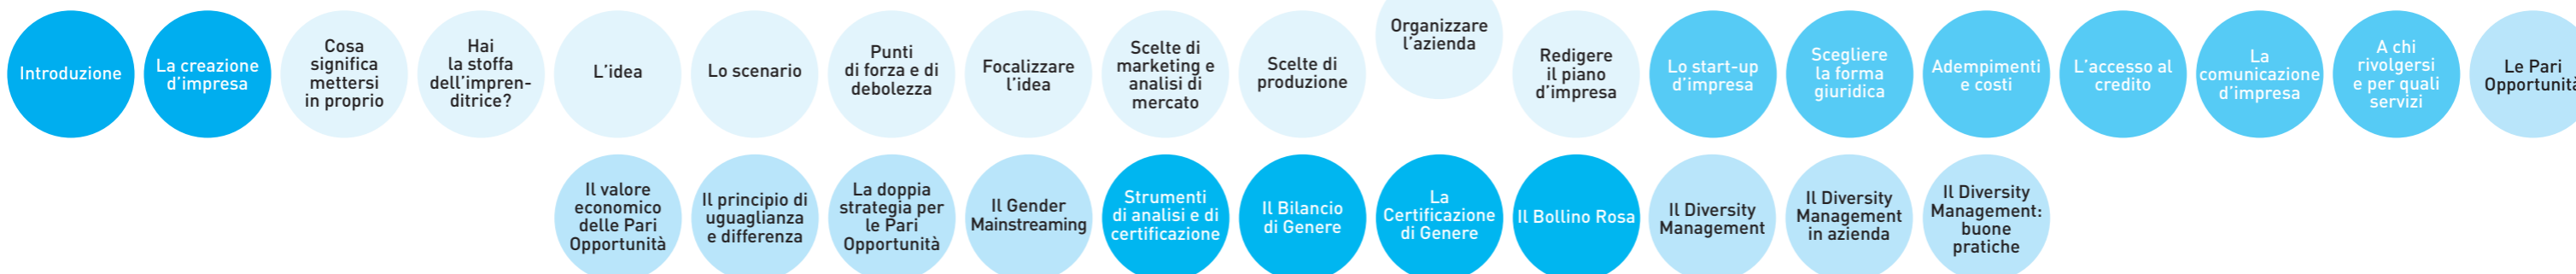 Introduzione
La creazione
d’impresa
Cosa
significa
mettersi
in proprio
Hai
la stoffa
dell’impren-
ditrice?
L’idea
Lo scenario
Punti
di forza e di
debolezza
Focalizzare
l’idea
Scelte di
marketing e
analisi di
mercato
Scelte di
produzione
Organizzare
l’azienda
Redigere
il piano
d’impresa
Lo start-up
d’impresa
Scegliere
la forma
giuridica
Adempimenti
e costi
L’accesso al
credito
La
comunicazione
d’impresa
A chi
rivolgersi
e per quali
servizi
Le Pari
Opportunità
Il valore
economico
delle Pari
Opportunità
Il principio di
uguaglianza
e differenza
La doppia
strategia per
le Pari
Opportunità
Il Gender
Mainstreaming
Strumenti
di analisi e di
certificazione
Il Bilancio
di Genere
La
Certificazione
di Genere
Il Bollino Rosa
Il Diversity
Management
Il Diversity
Management
in azienda
Il Diversity
Management:
buone
pratiche